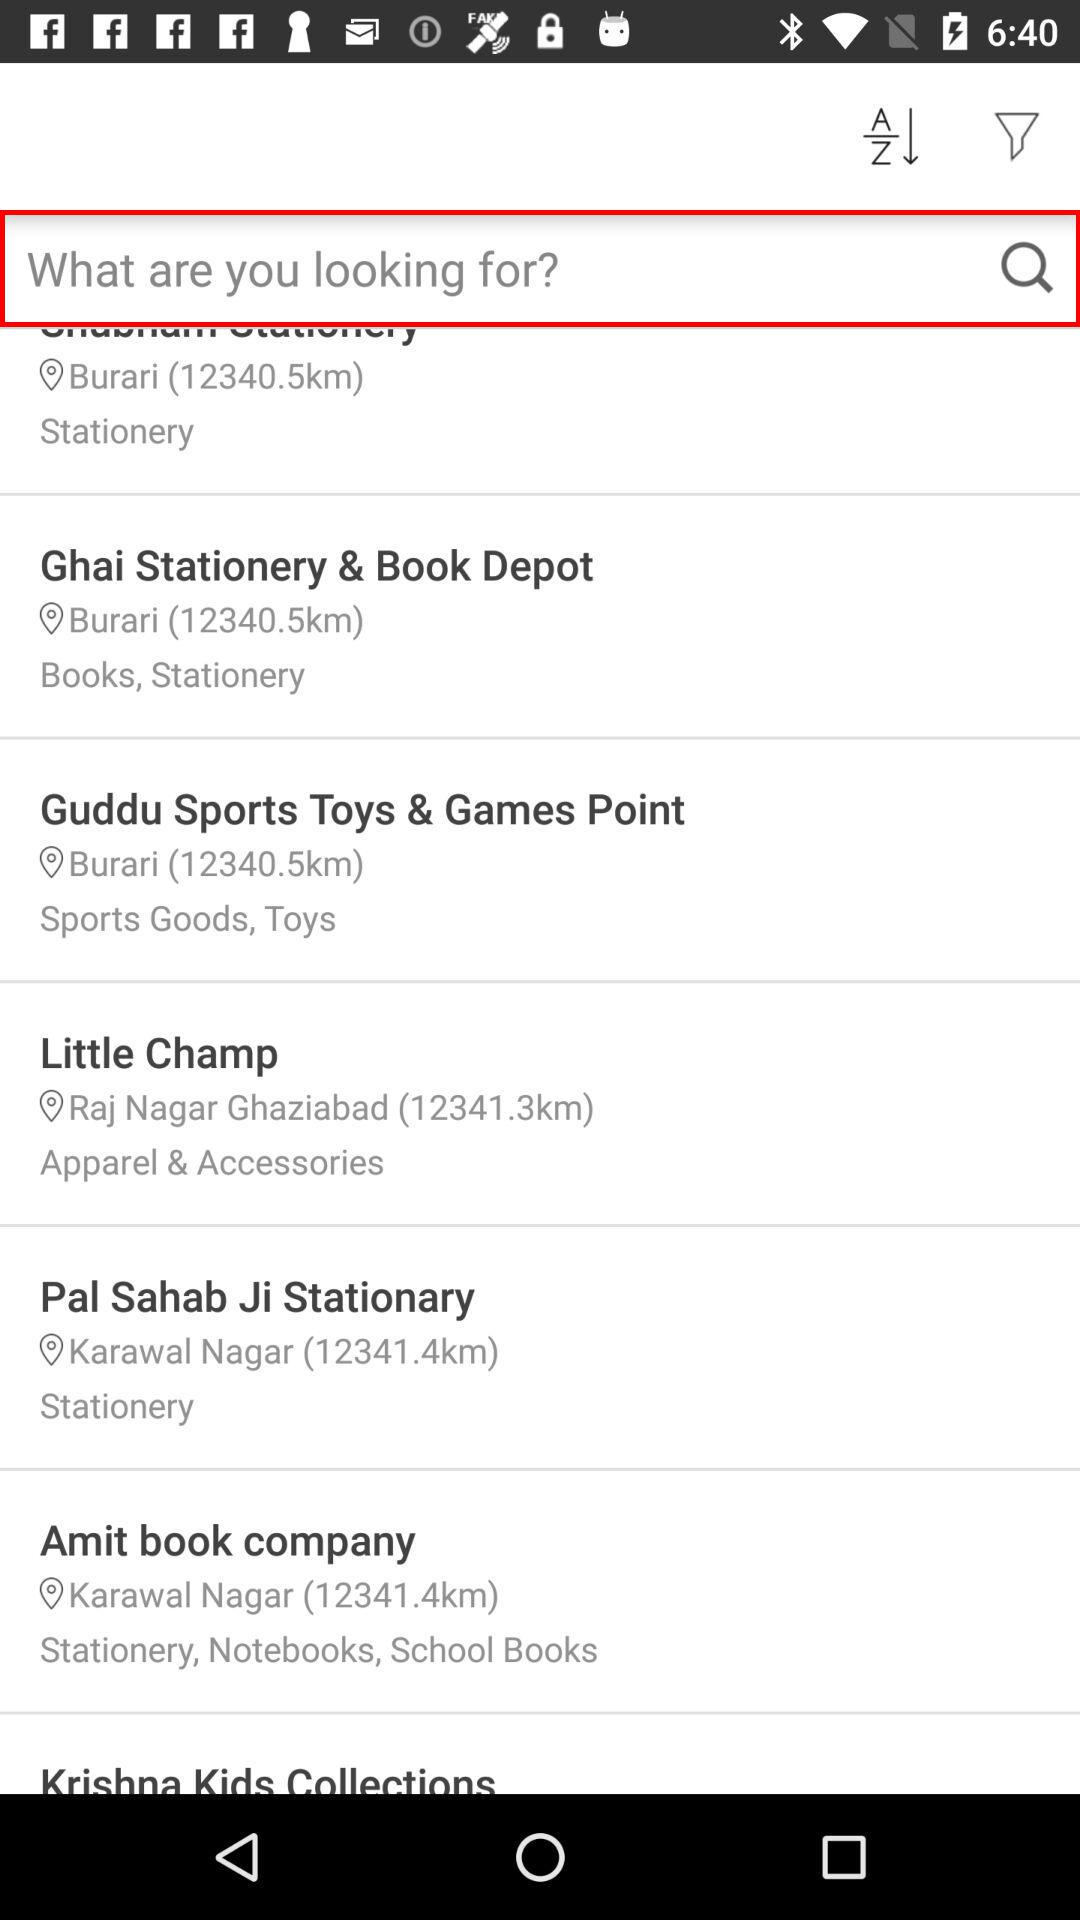 FAKE
6:40
A
Z
What are you looking for?
Shubham Stationery
Burari (12340.5km)
Stationery
Ghai Stationery & Book Depot
Burari (12340.5km)
Books, Stationery
Guddu Sports Toys & Games Point
Burari (12340.5km)
Sports Goods, Toys
Little Champ
Raj Nagar Ghaziabad (12341.3km)
Apparel & Accessories
Pal Sahab Ji Stationary
Karawal Nagar (12341.4km)
Stationery
Amit book company
Karawal Nagar (12341.4km)
Stationery, Notebooks, School Books
Krishna Kids Collections